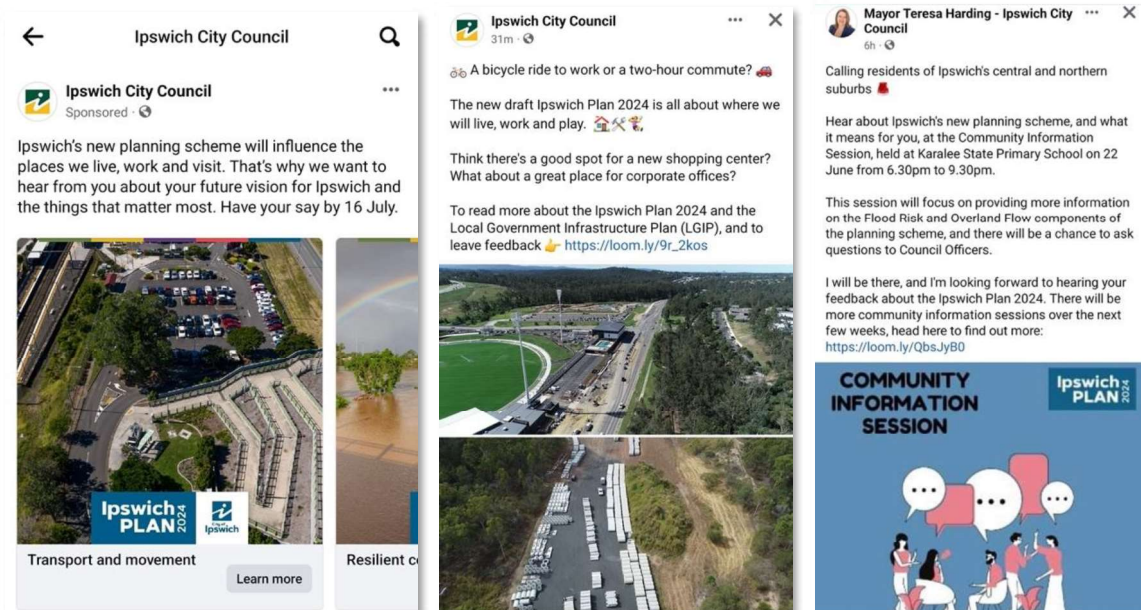 Ipswich City Council
Ipswich City Council
Sponsored ·
Ipswich's new planning scheme will influence the
places we live, work and visit. That's why we want to
hear from you about your future vision for Ipswich and
the things that matter most. Have your say by 16 July.
Ipswich
PLAN 2024
City of
Ipswich
Transport and movement
Learn more
Resilient c
Ipswich City Council
31m ·
🚲 A bicycle ride to work or a two-hour commute? 🚗
The new draft Ipswich Plan 2024 is all about where we
will live, work and play. 🏠🛠️🤹
Think there's a good spot for a new shopping center?
What about a great place for corporate offices?
To read more about the Ipswich Plan 2024 and the
Local Government Infrastructure Plan (LGIP), and to
leave feedback 👉 https://loom.ly/9r_2kos
Mayor Teresa Harding - Ipswich City
Council
6h ·
Calling residents of Ipswich's central and northern
suburbs
Hear about Ipswich's new planning scheme, and what
it means for you, at the Community Information
Session, held at Karalee State Primary School on 22
June from 6.30pm to 9.30pm.
This session will focus on providing more information
on the Flood Risk and Overland Flow components of
the planning scheme, and there will be a chance to ask
questions to Council Officers.
I will be there, and I'm looking forward to hearing your
feedback about the Ipswich Plan 2024. There will be
more community information sessions over the next
few weeks, head here to find out more:
https://loom.ly/QbsJyB0
COMMUNITY
INFORMATION
SESSION
Ipswich
PLAN 2024